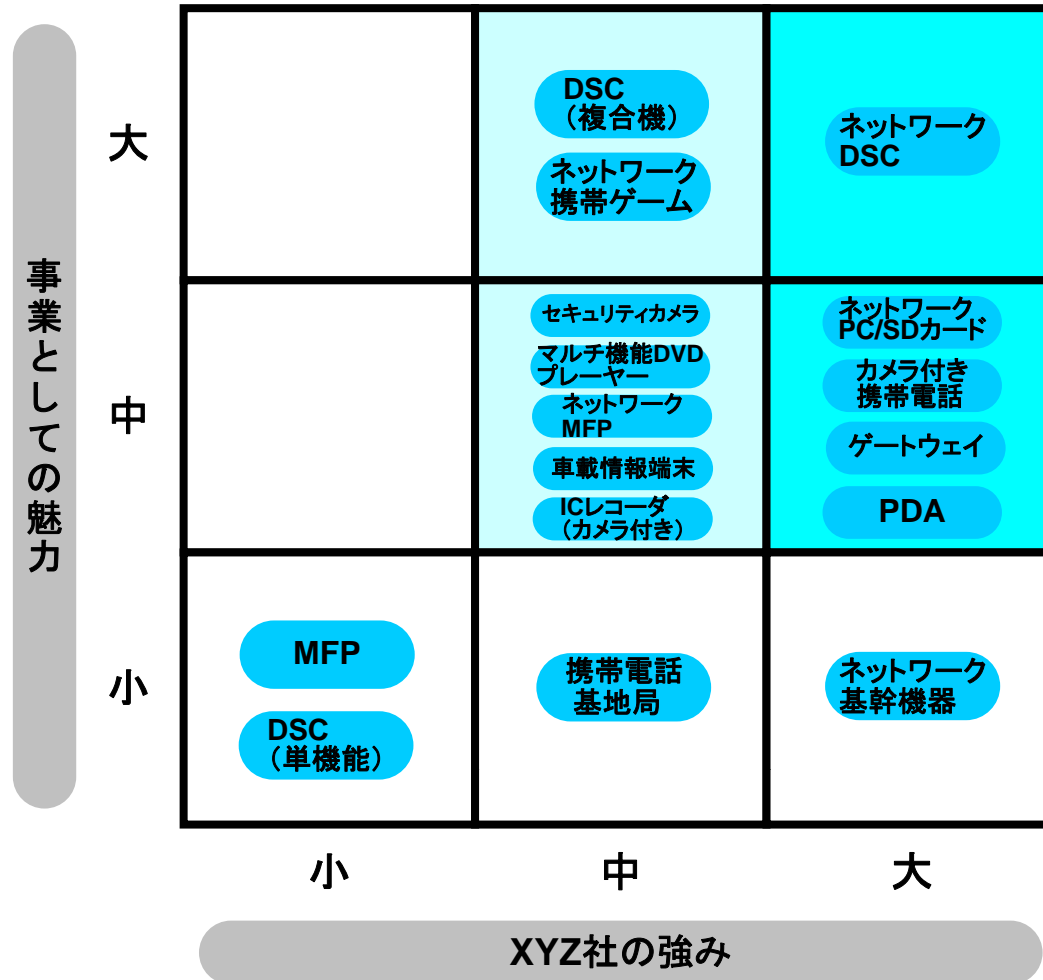 事業としての魅力
大
DSC
（複合機）
ネットワーク
携帯ゲーム
ネットワーク
DSC
中
セキュリティカメラ
マルチ機能DVD
プレーヤー
ネットワーク
MFP
車載情報端末
ICレコーダ
（カメラ付き）
ネットワーク
PC/SDカード
カメラ付き
携帯電話
ゲートウェイ
PDA
小
MFP
DSC
（単機能）
携帯電話
基地局
ネットワーク
基幹機器
小
中
大
XYZ社の強み